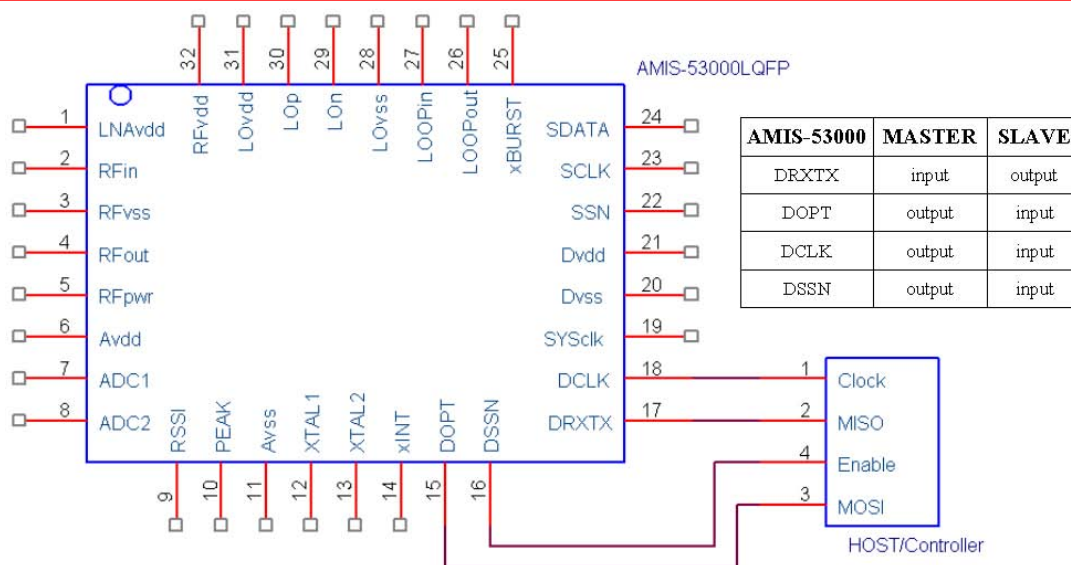 32
31
30
29
28
27
26
25
RFvdd
LOvdd
LOp
LOn
LOvss
LOOPin
LOOPout
xBURST
AMIS-53000LQFP
1 LNAvdd
2 RFin
3 RFvss
4 RFout
5 RFpwr
6 Avdd
7 ADC1
8 ADC2
SDATA 24
SCLK 23
SSN 22
Dvdd 21
Dvss 20
SYSclk 19
DCLK 18
DRXTX 17
RSSI
PEAK
Avss
XTAL1
XTAL2
xINT
DOPT
DSSN
9
10
11
12
13
14
15
16
AMIS-53000 MASTER SLAVE
DRXTX input output
DOPT output input
DCLK output input
DSSN output input
1 Clock
2 MISO
4 Enable
3 MOSI
HOST/Controller